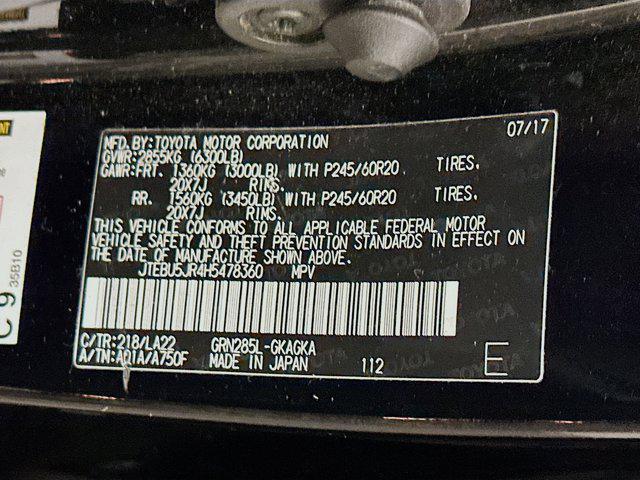 07/17
MFD. BY: TOYOTA MOTOR CORPORATION
GVWR: 2855KG (6300LB)
GAWR: FRT. 1360KG (3000LB) WITH P245/60R20 TIRES,
20X7J RIMS.
RR. 1560KG (3450LB) WITH P245/60R20 TIRES,
20X7J RIMS.
THIS VEHICLE CONFORMS TO ALL APPLICABLE FEDERAL MOTOR
VEHICLE SAFETY AND THEFT PREVENTION STANDARDS IN EFFECT ON
THE DATE OF MANUFACTURE SHOWN ABOVE.
JTEBU5JR4H5478360 MPV
C/TR: 218/LA22 GRN285L-GKAGKA
A/TM: A01A/A750F MADE IN JAPAN 112 E
C 9
35B10